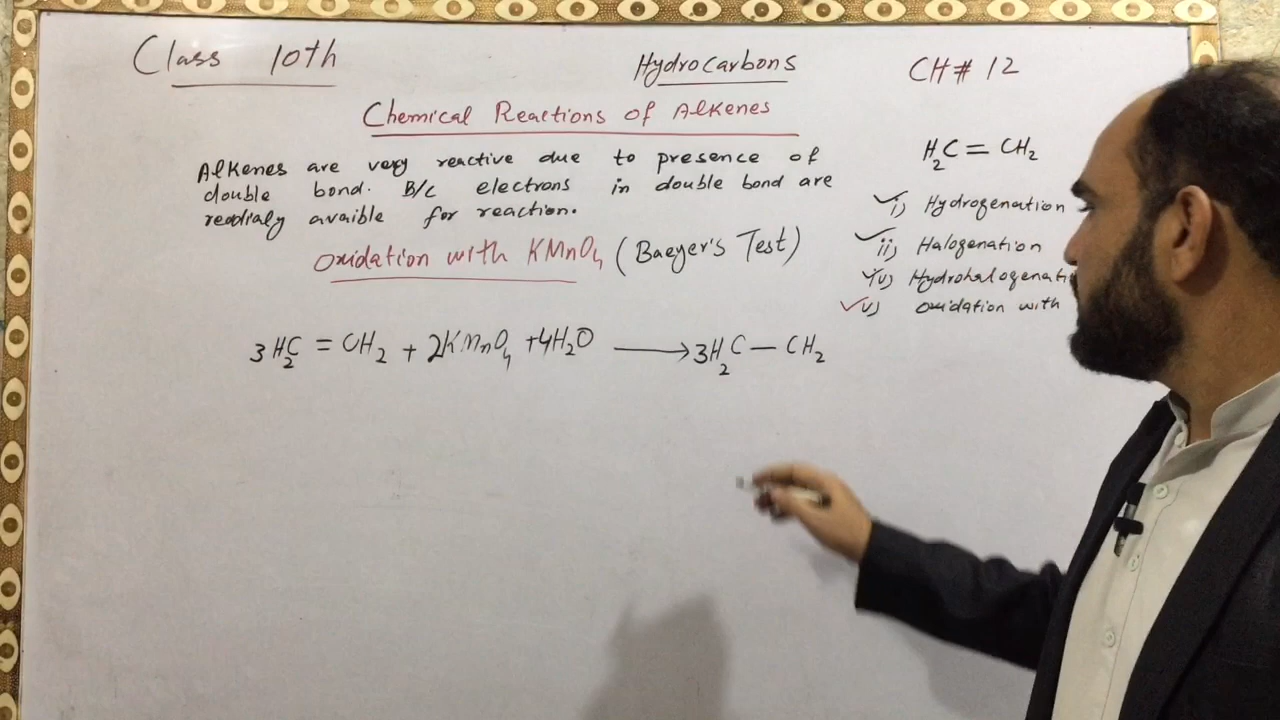 Class 10th
Hydrocarbons
CH# 12
Chemical Reactions of Alkenes
Alkenes are very reactive due to presence of
double bond. B/C electrons in double bond are
readialy avaible for reaction.
Oxidation with KMnO₄ (Baeyer's Test)
H₂C = CH₂
i) Hydrogenation
ii) Halogenation
Hydrohalogenati
oxidation with
3H₂C = CH₂ + 2KMnO₄ + 4H₂O ⟶ 3H₂C — CH₂